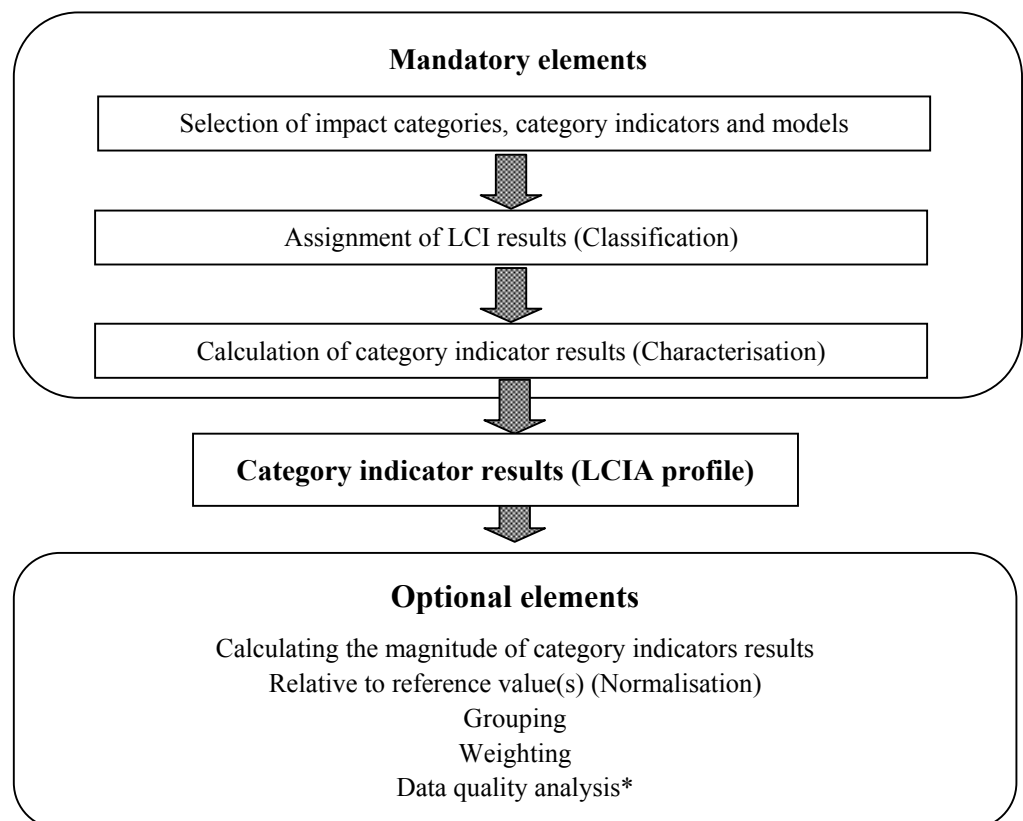 Mandatory elements
Selection of impact categories, category indicators and models
Assignment of LCI results (Classification)
Calculation of category indicator results (Characterisation)
Category indicator results (LCIA profile)
Optional elements
Calculating the magnitude of category indicators results
Relative to reference value(s) (Normalisation)
Grouping
Weighting
Data quality analysis*